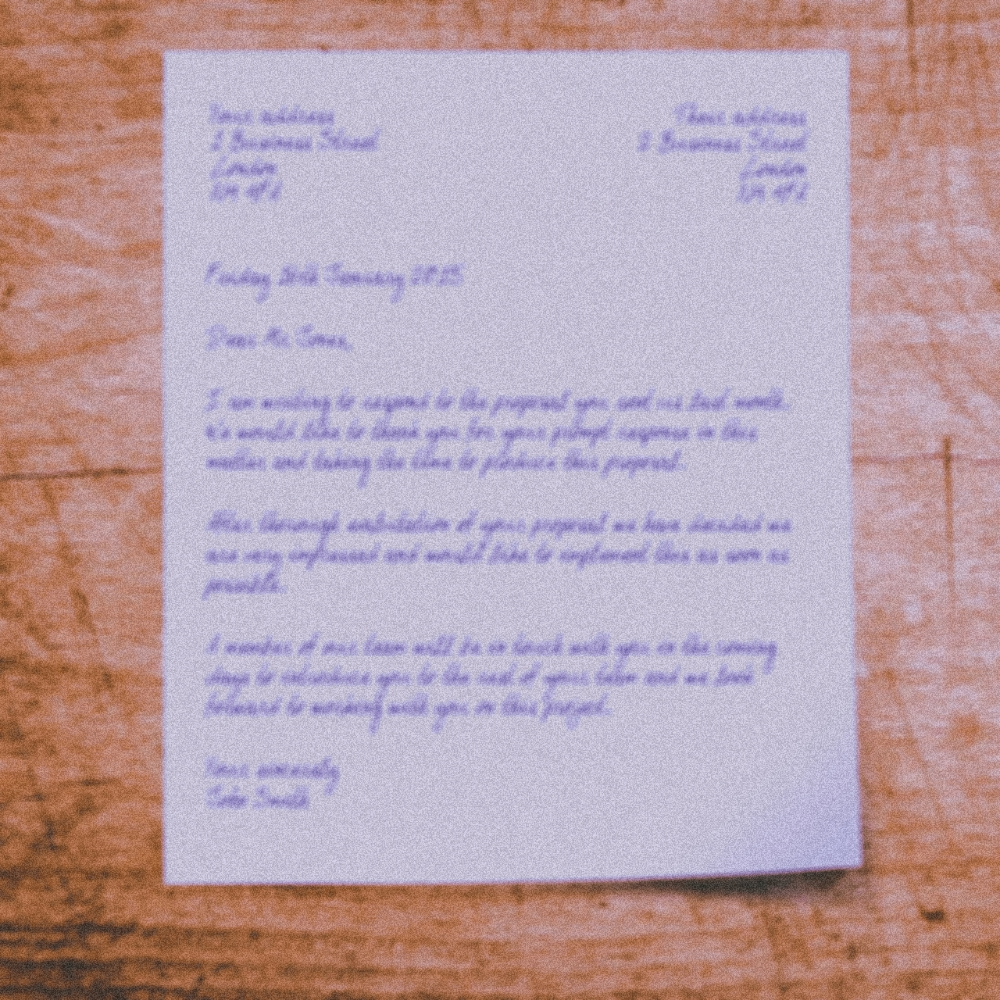 Your address
1 Business Street
London
Their address
2 Business Street
London
Friday January
Dear Mr. Jones,
I am writing to respond to the proposal you sent us last month.
We would like to thank you for your prompt response in this
matter and taking the time to produce this proposal.
After thorough of your proposal we have decided we
are very impressed and would like to implement this as soon as
possible.
A member of our team will be in touch with you in the coming
days to introduce you to the rest of your team and we look
forward to working with you on this project.
Yours sincerely
John Smith